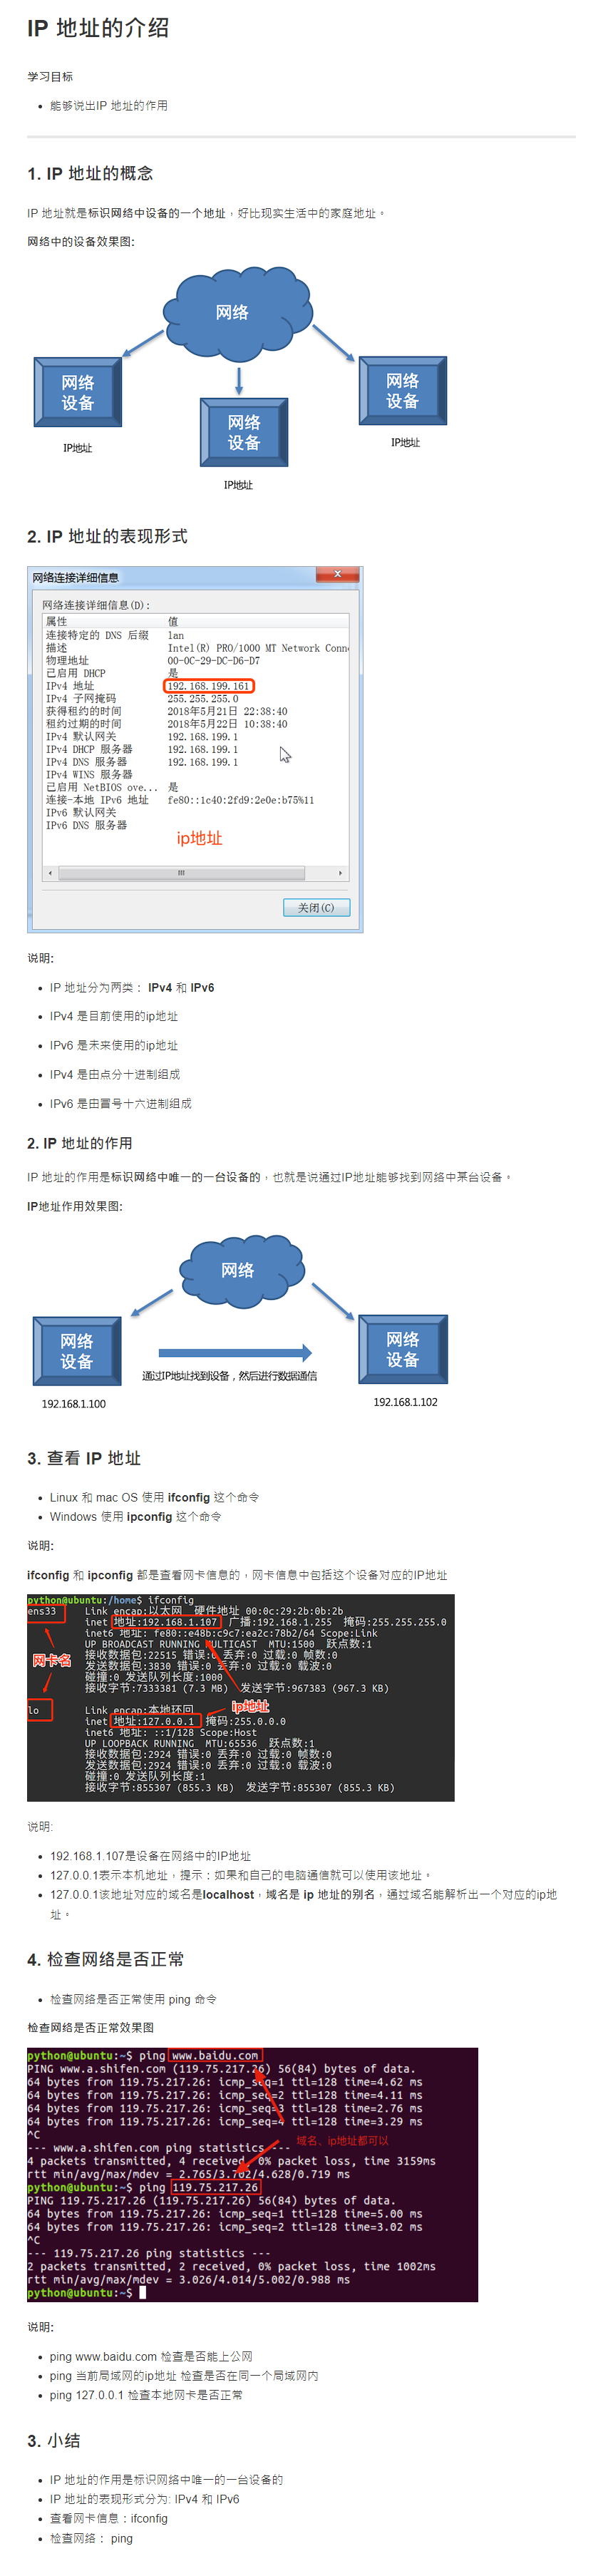 IP 地址的介绍
学习目标
能够说出IP 地址的作用
1. IP 地址的概念
IP 地址就是标识网络中设备的一个地址，好比现实生活中的家庭地址。
网络中的设备效果图:
网络
网络
设备
网络
设备
网络
设备
IP地址
IP地址
IP地址
2. IP 地址的表现形式
网络连接详细信息
网络连接详细信息(D):
属性 值
连接特定的 DNS 后缀 lan
描述 Intel(R) PRO/1000 MT Network Conn
物理地址 00-0C-29-DC-D6-D7
已启用 DHCP 是
IPv4 地址 192.168.199.161
IPv4 子网掩码 255.255.255.0
获得租约的时间 2018年5月21日 22:38:40
租约过期的时间 2018年5月22日 10:38:40
IPv4 默认网关 192.168.199.1
IPv4 DHCP 服务器 192.168.199.1
IPv4 DNS 服务器 192.168.199.1
IPv4 WINS 服务器
已启用 NetBIOS ove... 是
连接-本地 IPv6 地址 fe80::1c40:2fd9:2e0e:b75%11
IPv6 默认网关
IPv6 DNS 服务器
ip地址
关闭(C)
说明:
IP 地址分为两类： IPv4 和 IPv6
IPv4 是目前使用的ip地址
IPv6 是未来使用的ip地址
IPv4 是由点分十进制组成
IPv6 是由冒号十六进制组成
2. IP 地址的作用
IP 地址的作用是标识网络中唯一的一台设备的，也就是说通过IP地址能够找到网络中某台设备。
IP地址作用效果图:
网络
网络
设备
网络
设备
通过IP地址找到设备，然后进行数据通信
192.168.1.100
192.168.1.102
3. 查看 IP 地址
Linux 和 mac OS 使用 ifconfig 这个命令
Windows 使用 ipconfig 这个命令
说明:
ifconfig 和 ipconfig 都是查看网卡信息的，网卡信息中包括这个设备对应的IP地址
python@ubuntu:/home$ ifconfig
ens33 Link encap:以太网 硬件地址 00:0c:29:2b:0b:2b
inet 地址:192.168.1.107 广播:192.168.1.255 掩码:255.255.255.0
inet6 地址: fe80::e48b:c9c7:ea2c:78b2/64 Scope:Link
UP BROADCAST RUNNING MULTICAST MTU:1500 跃点数:1
接收数据包:22515 错误:0 丢弃:0 过载:0 帧数:0
发送数据包:3830 错误:0 丢弃:0 过载:0 载波:0
碰撞:0 发送队列长度:1000
接收字节:7333381 (7.3 MB) 发送字节:967383 (967.3 KB)
网卡名
ip地址
lo Link encap:本地环回
inet 地址:127.0.0.1 掩码:255.0.0.0
inet6 地址: ::1/128 Scope:Host
UP LOOPBACK RUNNING MTU:65536 跃点数:1
接收数据包:2924 错误:0 丢弃:0 过载:0 帧数:0
发送数据包:2924 错误:0 丢弃:0 过载:0 载波:0
碰撞:0 发送队列长度:1
接收字节:855307 (855.3 KB) 发送字节:855307 (855.3 KB)
说明:
192.168.1.107是设备在网络中的IP地址
127.0.0.1表示本机地址，提示：如果和自己的电脑通信就可以使用该地址。
127.0.0.1该地址对应的域名是localhost，域名是 ip 地址的别名，通过域名能解析出一个对应的ip地
址。
4. 检查网络是否正常
检查网络是否正常使用 ping 命令
检查网络是否正常效果图
python@ubuntu:~$ ping www.baidu.com
PING www.a.shifen.com (119.75.217.26) 56(84) bytes of data.
64 bytes from 119.75.217.26: icmp_seq=1 ttl=128 time=4.62 ms
64 bytes from 119.75.217.26: icmp_seq=2 ttl=128 time=4.11 ms
64 bytes from 119.75.217.26: icmp_seq=3 ttl=128 time=2.76 ms
64 bytes from 119.75.217.26: icmp_seq=4 ttl=128 time=3.29 ms
^C
--- www.a.shifen.com ping statistics ---
域名、ip地址都可以
4 packets transmitted, 4 received, 0% packet loss, time 3159ms
rtt min/avg/max/mdev = 2.765/3.702/4.628/0.719 ms
python@ubuntu:~$ ping 119.75.217.26
PING 119.75.217.26 (119.75.217.26) 56(84) bytes of data.
64 bytes from 119.75.217.26: icmp_seq=1 ttl=128 time=5.00 ms
64 bytes from 119.75.217.26: icmp_seq=2 ttl=128 time=3.02 ms
^C
--- 119.75.217.26 ping statistics ---
2 packets transmitted, 2 received, 0% packet loss, time 1002ms
rtt min/avg/max/mdev = 3.026/4.014/5.002/0.988 ms
python@ubuntu:~$
说明:
ping www.baidu.com 检查是否能上公网
ping 当前局域网的ip地址 检查是否在同一个局域网内
ping 127.0.0.1 检查本地网卡是否正常
3. 小结
IP 地址的作用是标识网络中唯一的一台设备的
IP 地址的表现形式分为: IPv4 和 IPv6
查看网卡信息：ifconfig
检查网络： ping